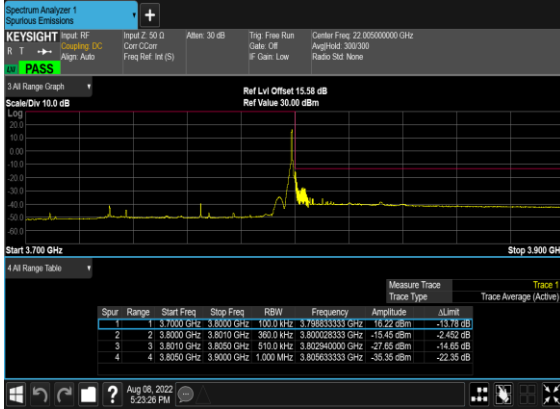 Spectrum Analyzer 1
Spurious Emissions
+
KEYSIGHT Input: RF Input Z: 50 Ω Atten: 30 dB Trig: Free Run Center Freq: 22.005000000 GHz
R T Coupling: DC Corr CCorr Gate: Off Avg|Hold: 300/300
Align: Auto Freq Ref: Int (S) IF Gain: Low Radio Std: None
PASS
3 All Range Graph
Ref Lvl Offset 15.58 dB
Scale/Div 10.0 dB Ref Value 30.00 dBm
Log
20.0
10.0
0.00
-10.0
-20.0
-30.0
-40.0
-50.0
-60.0
Start 3.700 GHz Stop 3.900 GH
4 All Range Table
Measure Trace Trace 1
Trace Type Trace Average (Active)
Spur Range Start Freq Stop Freq RBW Frequency Amplitude ΔLimit
1 1 3.7000 GHz 3.8000 GHz 100.0 kHz 3.798833333 GHz 16.22 dBm -13.78 dB
2 2 3.8000 GHz 3.8010 GHz 360.0 kHz 3.800028333 GHz -15.45 dBm -2.452 dB
3 3 3.8010 GHz 3.8050 GHz 510.0 kHz 3.802940000 GHz -27.65 dBm -14.65 dB
4 4 3.8050 GHz 3.9000 GHz 1.000 MHz 3.805633333 GHz -35.35 dBm -22.35 dB
?
Aug 08, 2022
5:23:26 PM